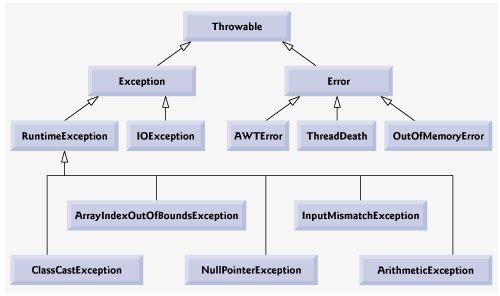 Throwable
Exception
Error
RuntimeException
IOException
AWTError
ThreadDeath
OutOfMemoryError
ArrayIndexOutOfBoundsException
InputMismatchException
ClassCastException
NullPointerException
ArithmeticException